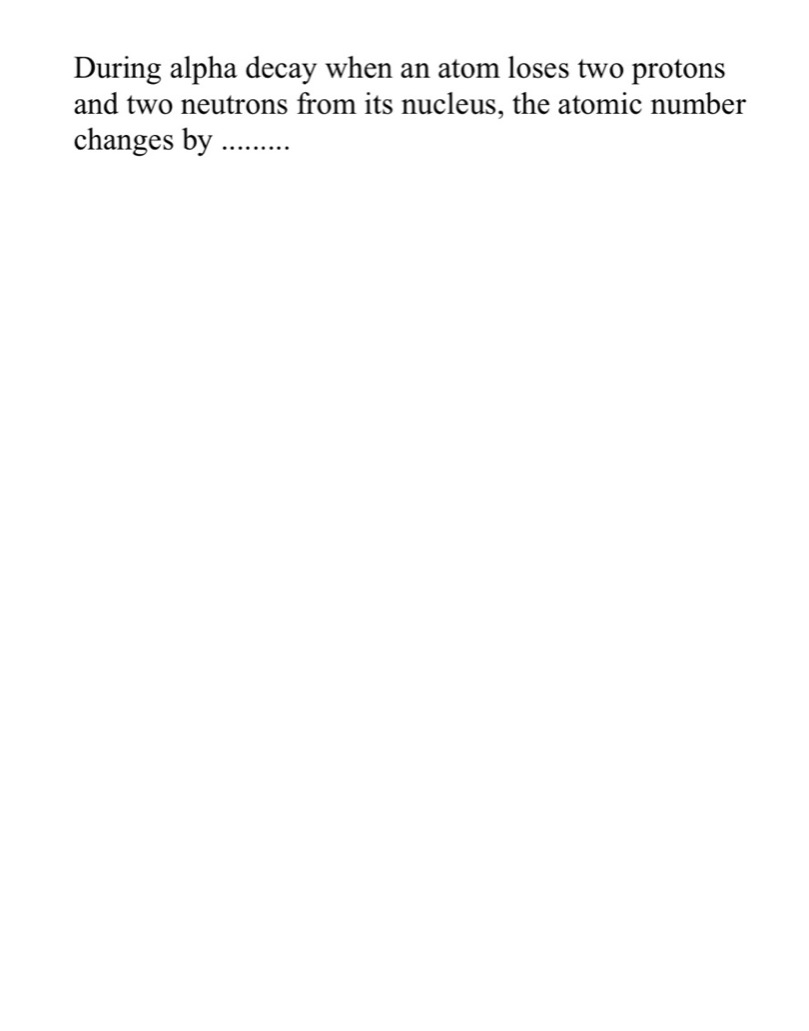 During alpha decay when an atom loses two protons
and two neutrons from its nucleus, the atomic number
changes by .........